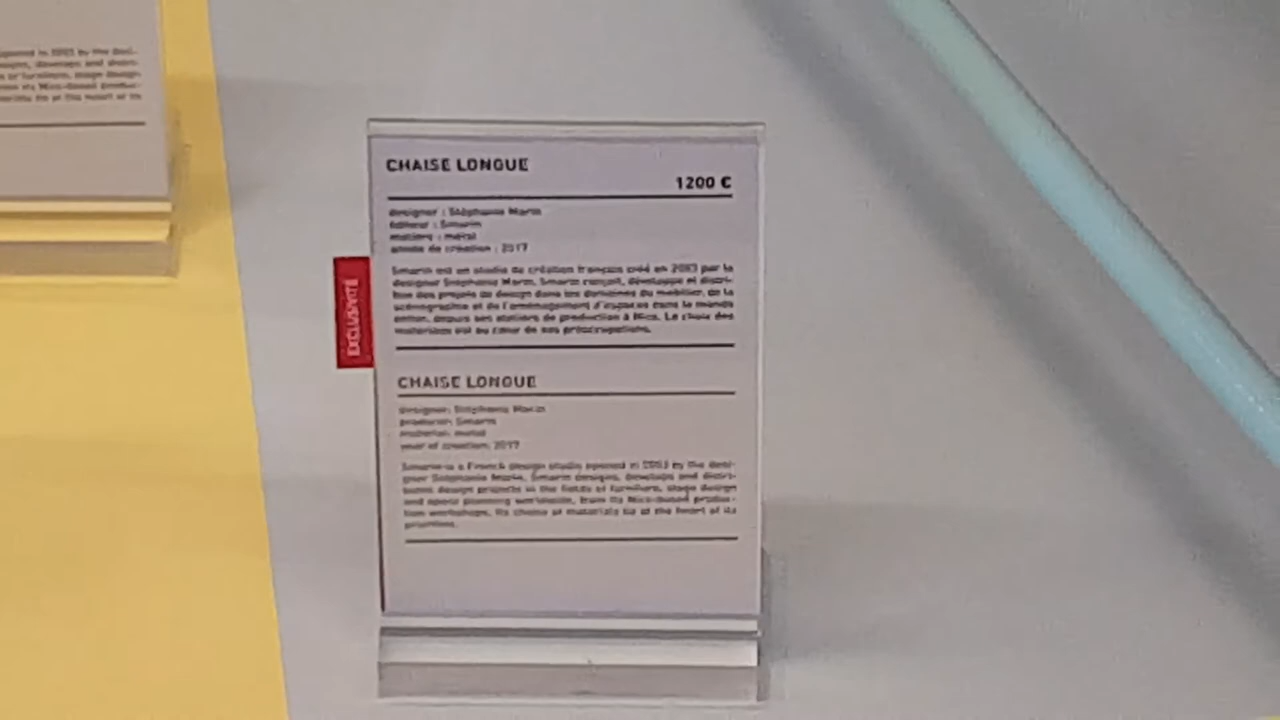 opened in 2003 by the desi-
CHAISE LONGUE
1200 €
designer : Stéphanie Marin
éditeur : Smarin
matière : métal
année de création : 2017
EXCLUSIVITÉ
Smarin est un studio de création français créé en 2003 par la
designer Stéphanie Marin. Smarin conçoit, développe et distri-
bue des projets de design dans les domaines du mobilier, de la
scénographie et de l'aménagement d'espaces dans le monde
entier, depuis ses ateliers de production à Nice. Le choix des
matériaux est au cœur de ses préoccupations.
CHAISE LONGUE
designer: Stéphanie Marin
producer: Smarin
material: metal
year of creation: 2017
Smarin is a French design studio opened in 2003 by the desi-
gner Stéphanie Marin. Smarin designs, develops and distri-
butes design projects in the fields of furniture, stage design
and space planning worldwide, from its Nice-based produc-
tion workshops. Its choice of materials lie at the heart of its
priorities.